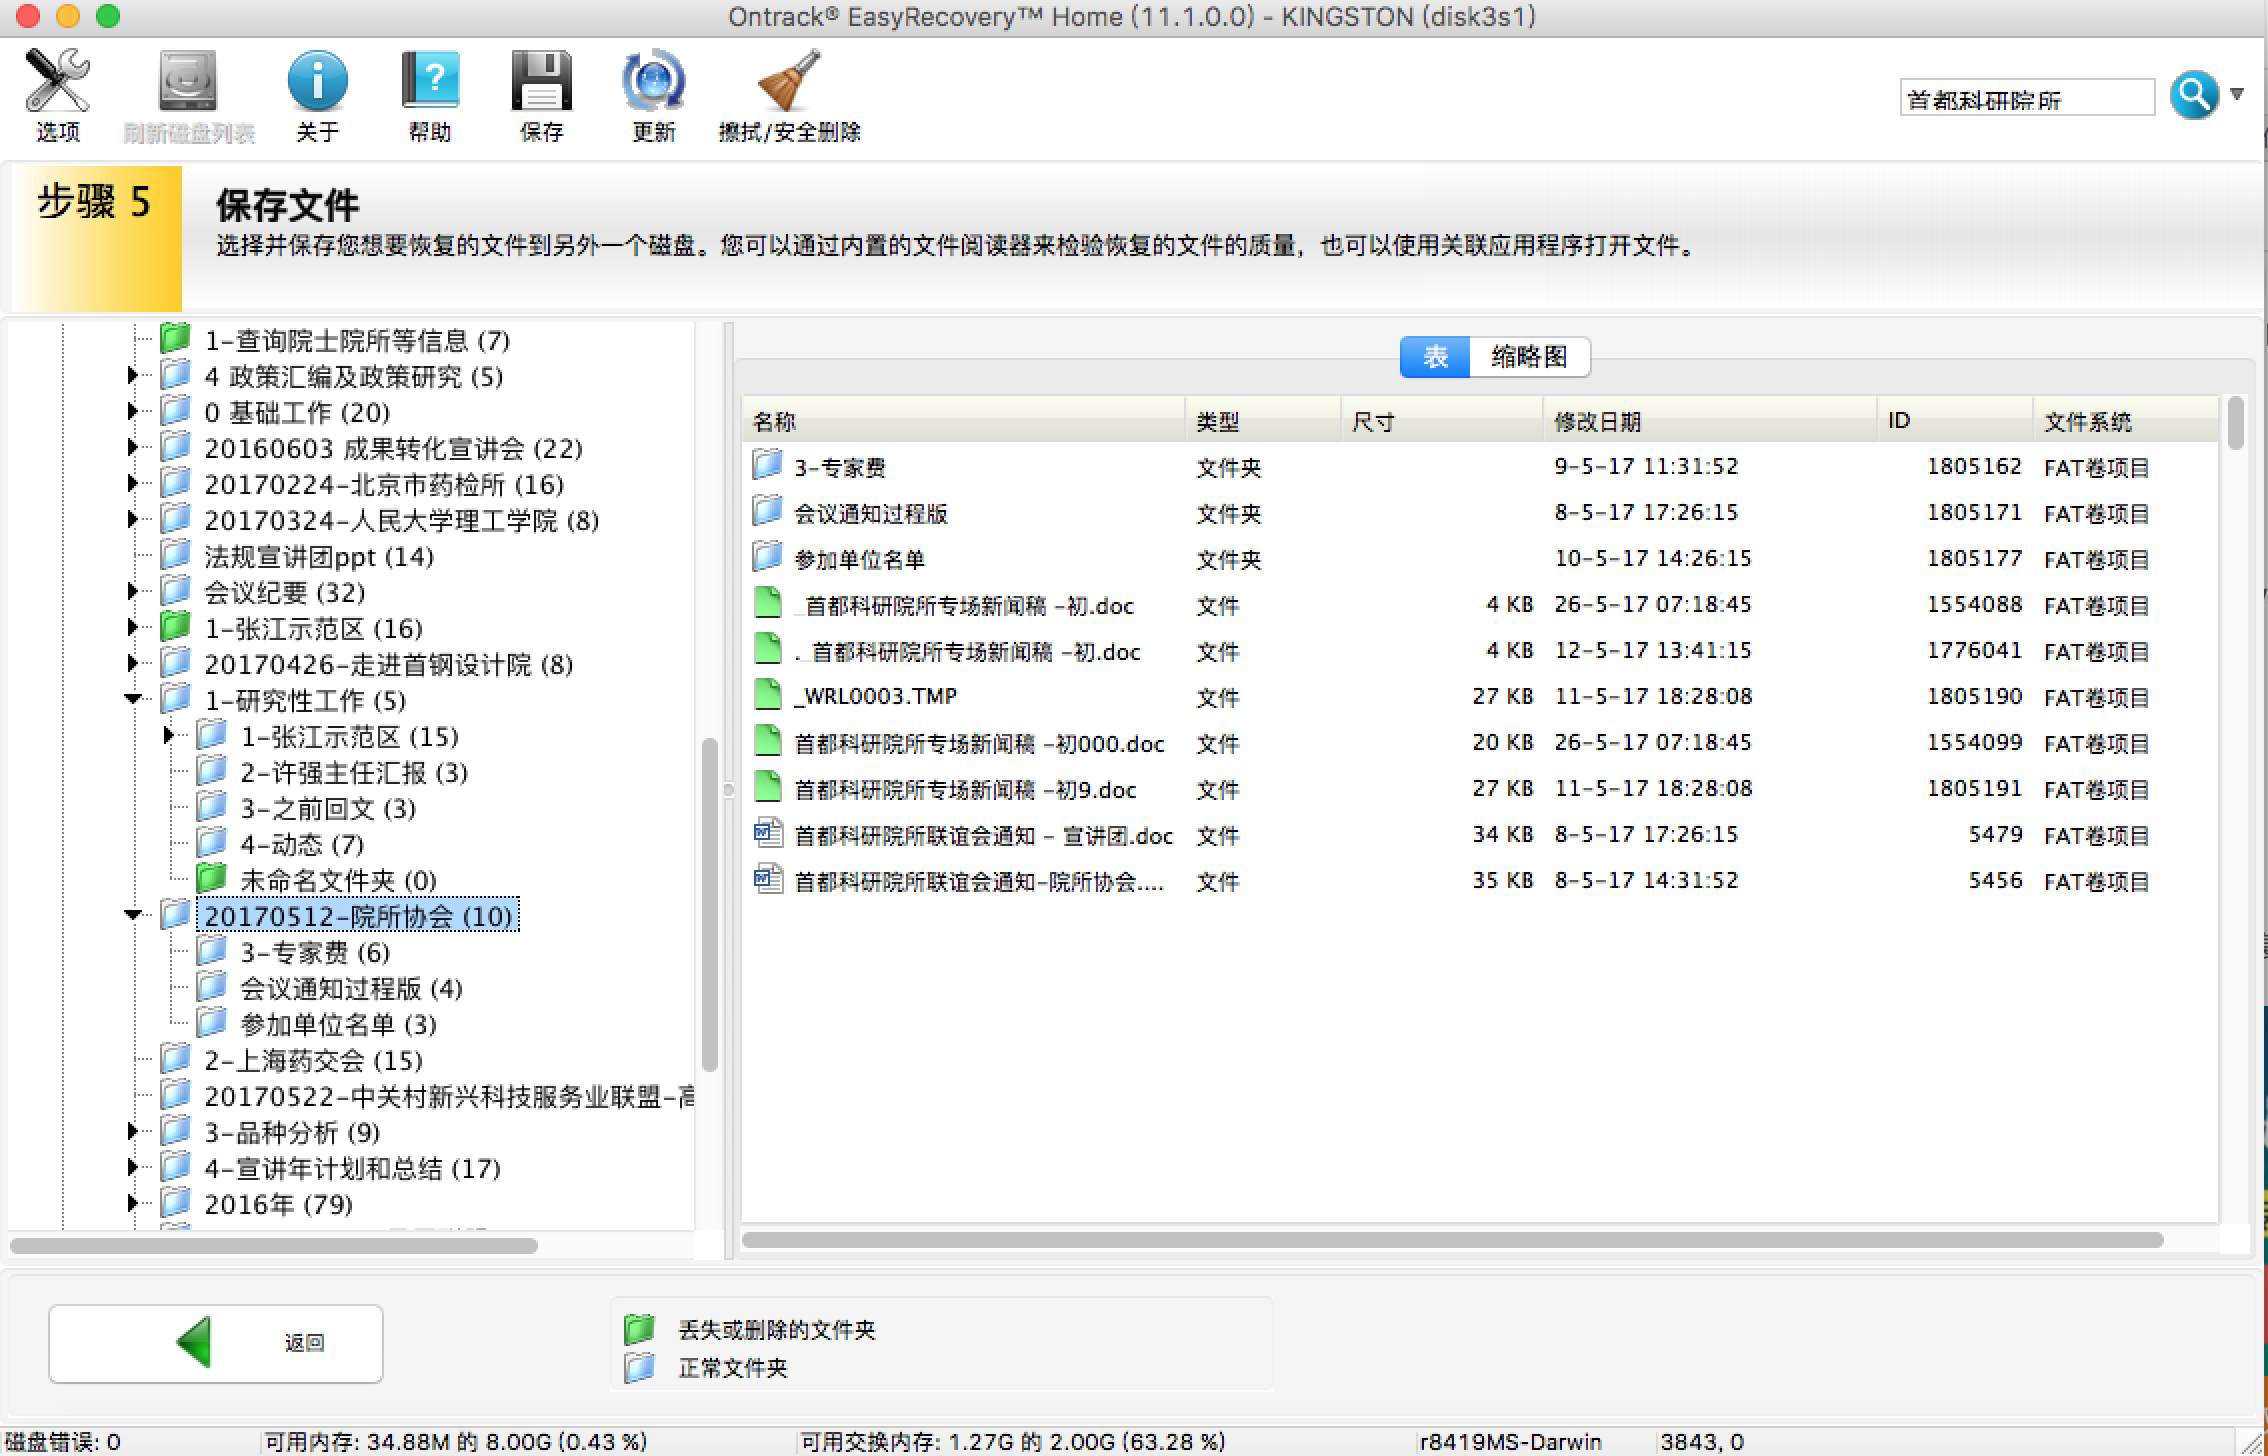 Ontrack® EasyRecovery™ Home (11.1.0.0) - KINGSTON (disk3s1)
选项
刷新磁盘列表
关于
帮助
保存
更新
擦拭/安全删除
首都科研院所
步骤 5
保存文件
选择并保存您想要恢复的文件到另外一个磁盘。您可以通过内置的文件阅读器来检验恢复的文件的质量，也可以使用关联应用程序打开文件。
1-查询院士院所等信息 (7)
4 政策汇编及政策研究 (5)
0 基础工作 (20)
20160603 成果转化宣讲会 (22)
20170224-北京市药检所 (16)
20170324-人民大学理工学院 (8)
法规宣讲团ppt (14)
会议纪要 (32)
1-张江示范区 (16)
20170426-走进首钢设计院 (8)
1-研究性工作 (5)
1-张江示范区 (15)
2-许强主任汇报 (3)
3-之前回文 (3)
4-动态 (7)
未命名文件夹 (0)
20170512-院所协会 (10)
3-专家费 (6)
会议通知过程版 (4)
参加单位名单 (3)
2-上海药交会 (15)
20170522-中关村新兴科技服务业联盟-高
3-品种分析 (9)
4-宣讲年计划和总结 (17)
2016年 (79)
表 缩略图
名称 类型 尺寸 修改日期 ID 文件系统
3-专家费 文件夹 9-5-17 11:31:52 1805162 FAT卷项目
会议通知过程版 文件夹 8-5-17 17:26:15 1805171 FAT卷项目
参加单位名单 文件夹 10-5-17 14:26:15 1805177 FAT卷项目
_首都科研院所专场新闻稿 -初.doc 文件 4 KB 26-5-17 07:18:45 1554088 FAT卷项目
._首都科研院所专场新闻稿 -初.doc 文件 4 KB 12-5-17 13:41:15 1776041 FAT卷项目
_WRL0003.TMP 文件 27 KB 11-5-17 18:28:08 1805190 FAT卷项目
首都科研院所专场新闻稿 -初000.doc 文件 20 KB 26-5-17 07:18:45 1554099 FAT卷项目
首都科研院所专场新闻稿 -初9.doc 文件 27 KB 11-5-17 18:28:08 1805191 FAT卷项目
首都科研院所联谊会通知 - 宣讲团.doc 文件 34 KB 8-5-17 17:26:15 5479 FAT卷项目
首都科研院所联谊会通知-院所协会.... 文件 35 KB 8-5-17 14:31:52 5456 FAT卷项目
返回
丢失或删除的文件夹
正常文件夹
磁盘错误: 0 可用内存: 34.88M 的 8.00G (0.43 %) 可用交换内存: 1.27G 的 2.00G (63.28 %) r8419MS-Darwin 3843, 0